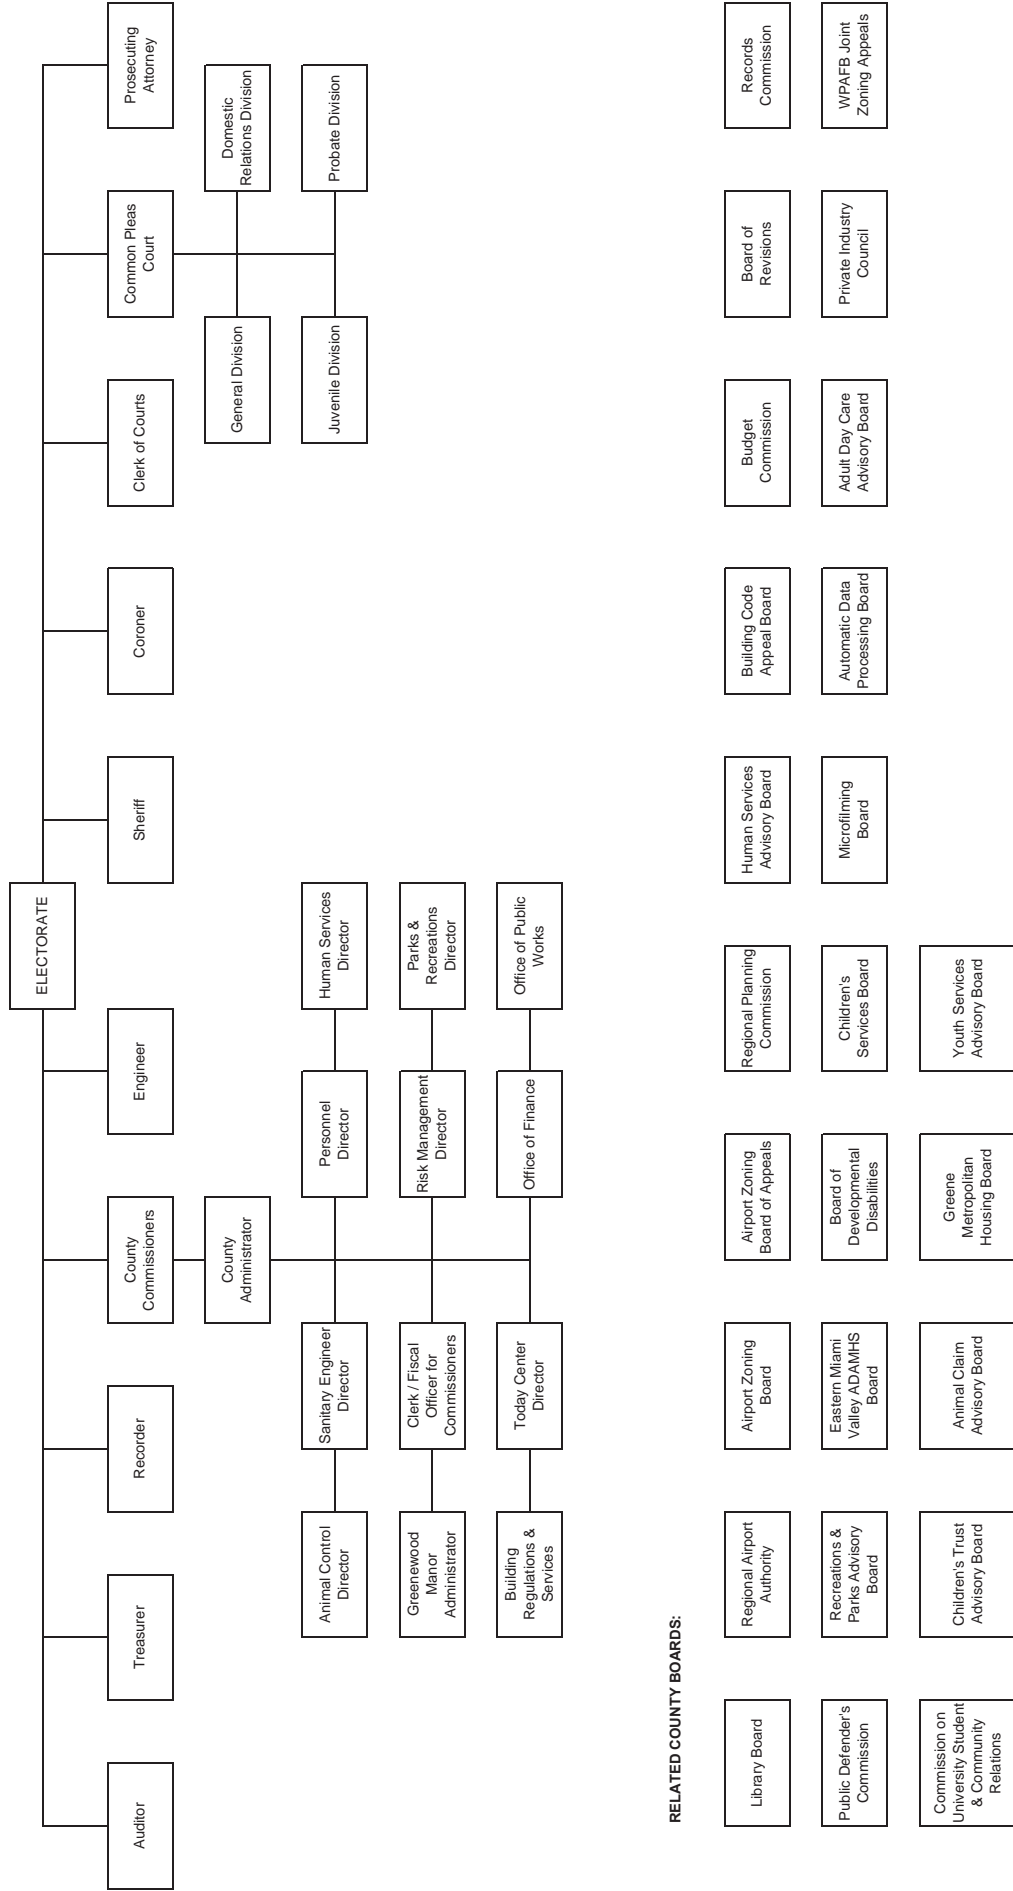 ELECTORATE
Auditor
Treasurer
Recorder
County
Commissioners
Engineer
Sheriff
Coroner
Clerk of Courts
Common Pleas
Court
Prosecuting
Attorney
County
Administrator
General Division
Domestic
Relations Division
Animal Control
Director
Sanitary Engineer
Director
Personnel
Director
Human Services
Director
Juvenile Division
Probate Division
Greenewood
Manor
Administrator
Clerk / Fiscal
Officer for
Commissioners
Risk Management
Director
Parks &
Recreations
Director
Building
Regulations &
Services
Today Center
Director
Office of Finance
Office of Public
Works
RELATED COUNTY BOARDS:
Library Board
Regional Airport
Authority
Airport Zoning
Board
Airport Zoning
Board of Appeals
Regional Planning
Commission
Human Services
Advisory Board
Building Code
Appeal Board
Budget
Commission
Board of
Revisions
Records
Commission
Public Defender's
Commission
Recreations &
Parks Advisory
Board
Eastern Miami
Valley ADAMHS
Board
Board of
Developmental
Disabilities
Children's
Services Board
Microfilming
Board
Automatic Data
Processing Board
Adult Day Care
Advisory Board
Private Industry
Council
WPAFB Joint
Zoning Appeals
Commission on
University Student
& Community
Relations
Children's Trust
Advisory Board
Animal Claim
Advisory Board
Greene
Metropolitan
Housing Board
Youth Services
Advisory Board